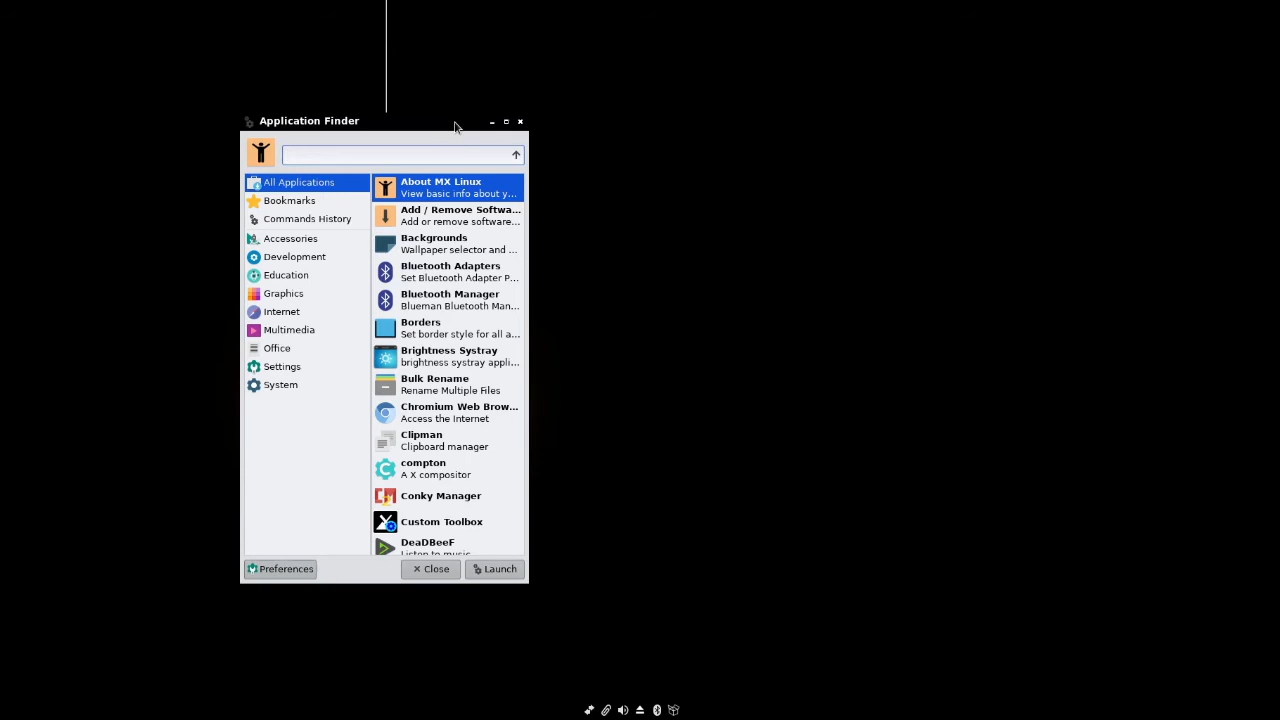 Application Finder
All Applications
Bookmarks
Commands History
Accessories
Development
Education
Graphics
Internet
Multimedia
Office
Settings
System
About MX Linux
View basic info about y...
Add / Remove Softwa...
Add or remove software...
Backgrounds
Wallpaper selector and ...
Bluetooth Adapters
Set Bluetooth Adapter P...
Bluetooth Manager
Blueman Bluetooth Man...
Borders
Set border style for all a...
Brightness Systray
brightness systray appli...
Bulk Rename
Rename Multiple Files
Chromium Web Brow...
Access the Internet
Clipman
Clipboard manager
compton
A X compositor
Conky Manager
Custom Toolbox
DeaDBeeF
Listen to music
Preferences
Close
Launch